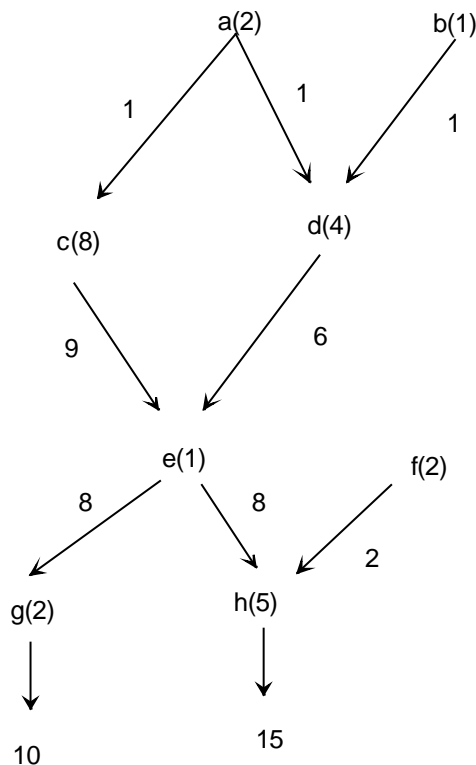 a(2) b(1)
1 1 1
c(8) d(4)
9 6
e(1) f(2)
8 8 2
g(2) h(5)
10 15